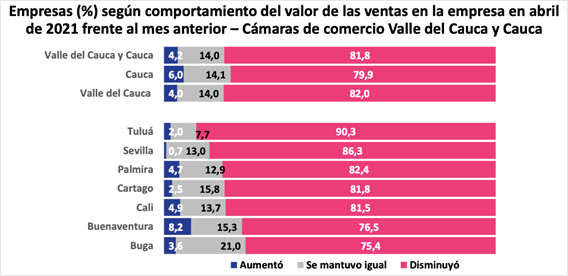 Empresas (%) según comportamiento del valor de las ventas en la empresa en abril
de 2021 frente al mes anterior – Cámaras de comercio Valle del Cauca y Cauca
Valle del Cauca y Cauca 4,2 14,0 81,8
Cauca 6,0 14,1 79,9
Valle del Cauca 4,0 14,0 82,0
Tuluá 2,0 7,7 90,3
Sevilla 0,7 13,0 86,3
Palmira 4,7 12,9 82,4
Cartago 2,5 15,8 81,8
Cali 4,9 13,7 81,5
Buenaventura 8,2 15,3 76,5
Buga 3,6 21,0 75,4
Aumentó Se mantuvo igual Disminuyó